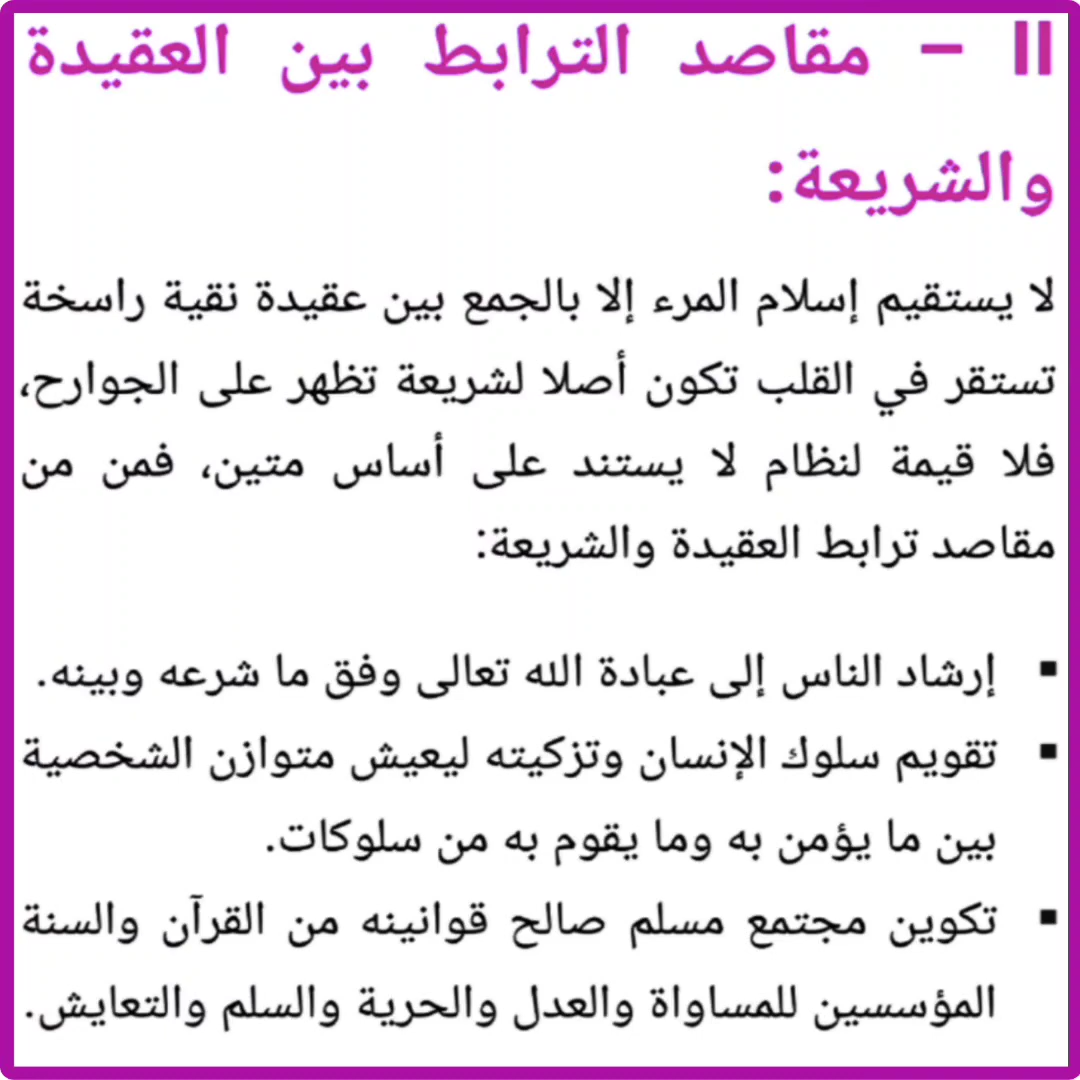 II – مقاصد الترابط بين العقيدة
والشريعة:
لا يستقيم إسلام المرء إلا بالجمع بين عقيدة نقية راسخة
تستقر في القلب تكون أصلا لشريعة تظهر على الجوارح،
فلا قيمة لنظام لا يستند على أساس متين، فمن من
مقاصد ترابط العقيدة والشريعة:
▪ إرشاد الناس إلى عبادة الله تعالى وفق ما شرعه وبينه.
▪ تقويم سلوك الإنسان وتزكيته ليعيش متوازن الشخصية
بين ما يؤمن به وما يقوم به من سلوكات.
▪ تكوين مجتمع مسلم صالح قوانينه من القرآن والسنة
المؤسسين للمساواة والعدل والحرية والسلم والتعايش.